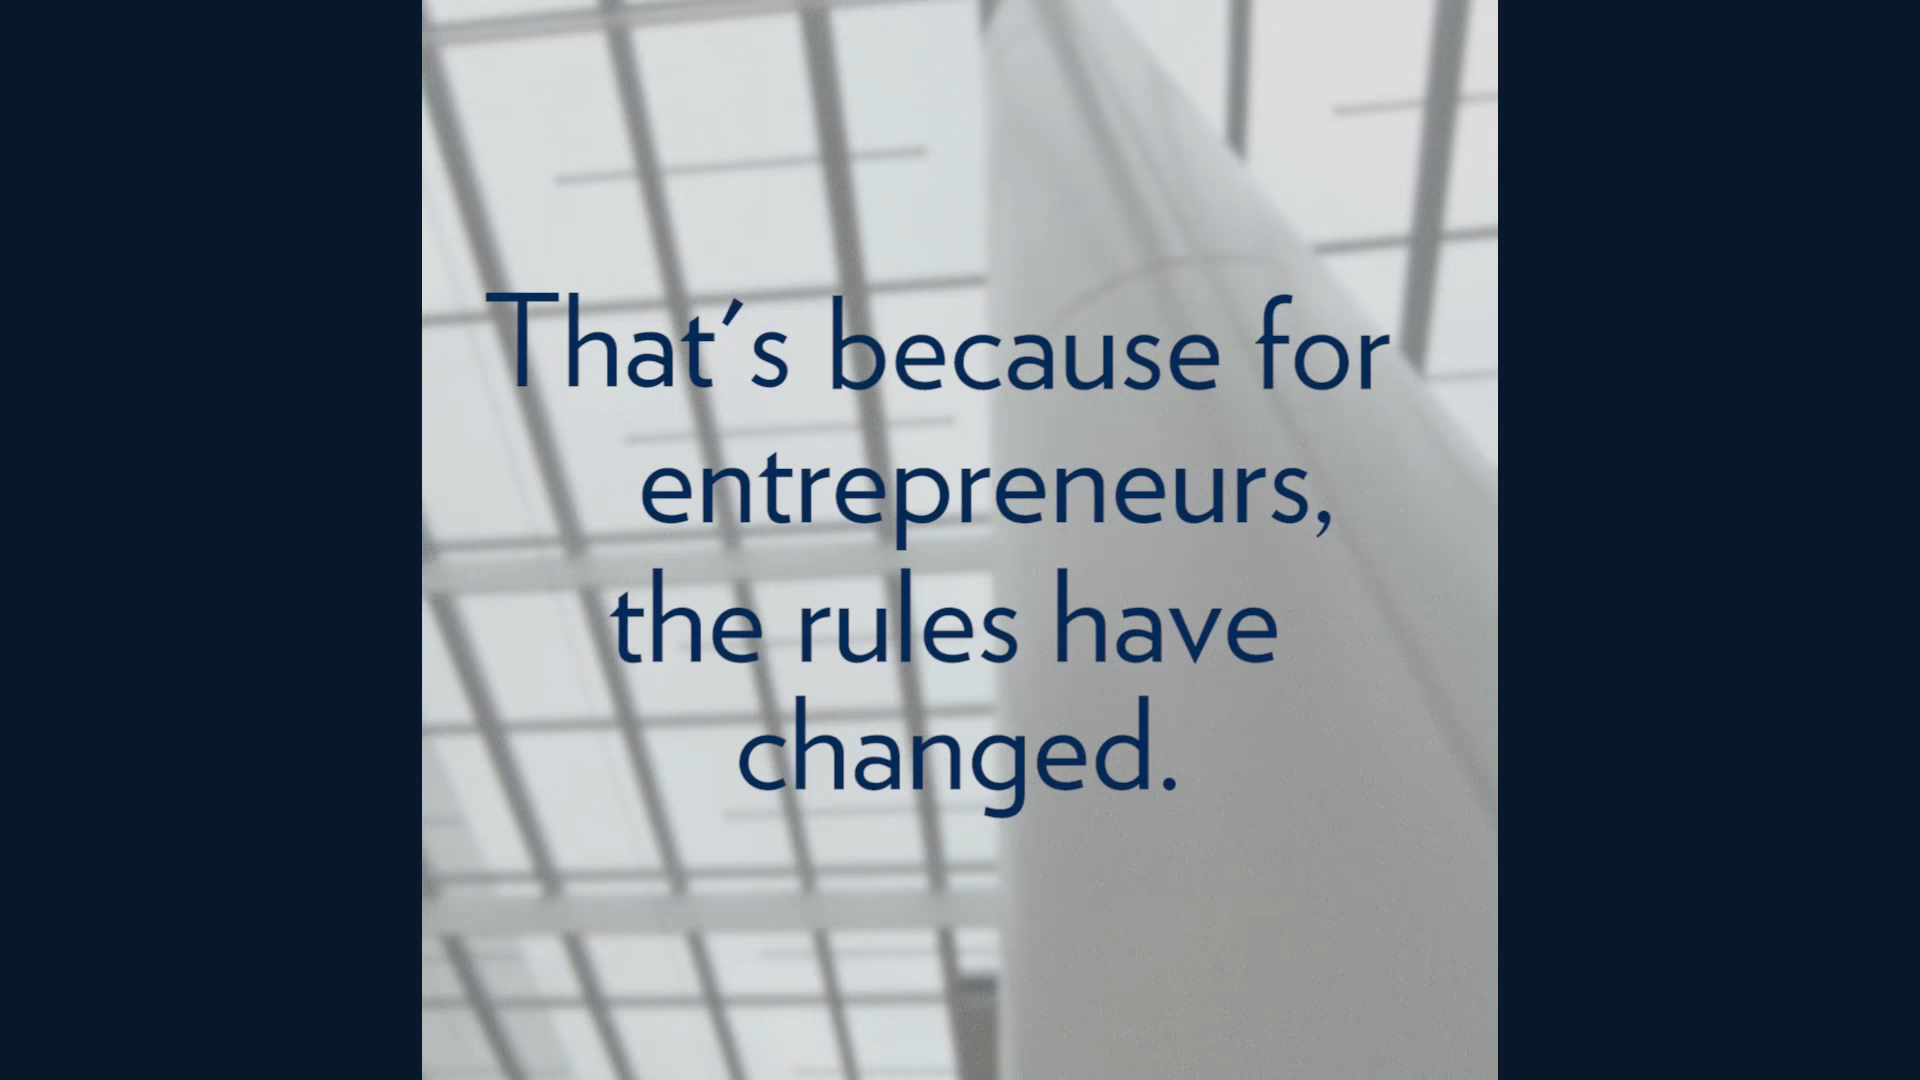 That's because for
entrepreneurs,
the rules have
changed.